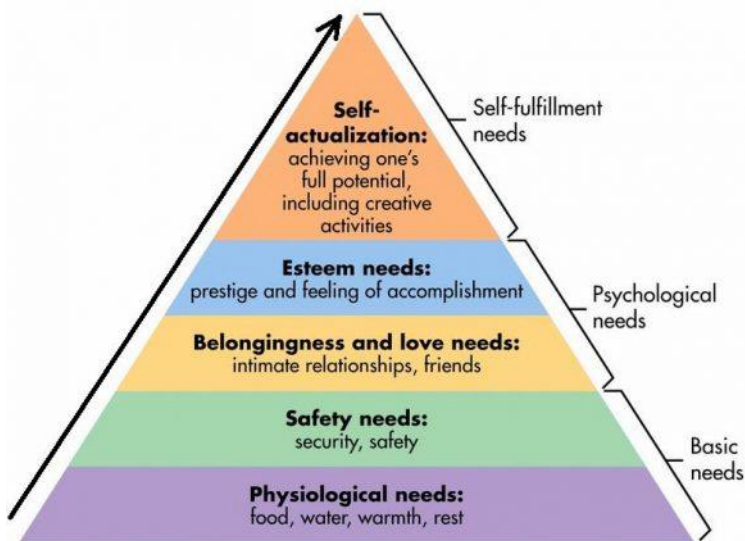 Self-
actualization:
achieving one's
full potential,
including creative
activities
Self-fulfillment
needs
Esteem needs:
prestige and feeling of accomplishment
Psychological
needs
Belongingness and love needs:
intimate relationships, friends
Safety needs:
security, safety
Basic
needs
Physiological needs:
food, water, warmth, rest